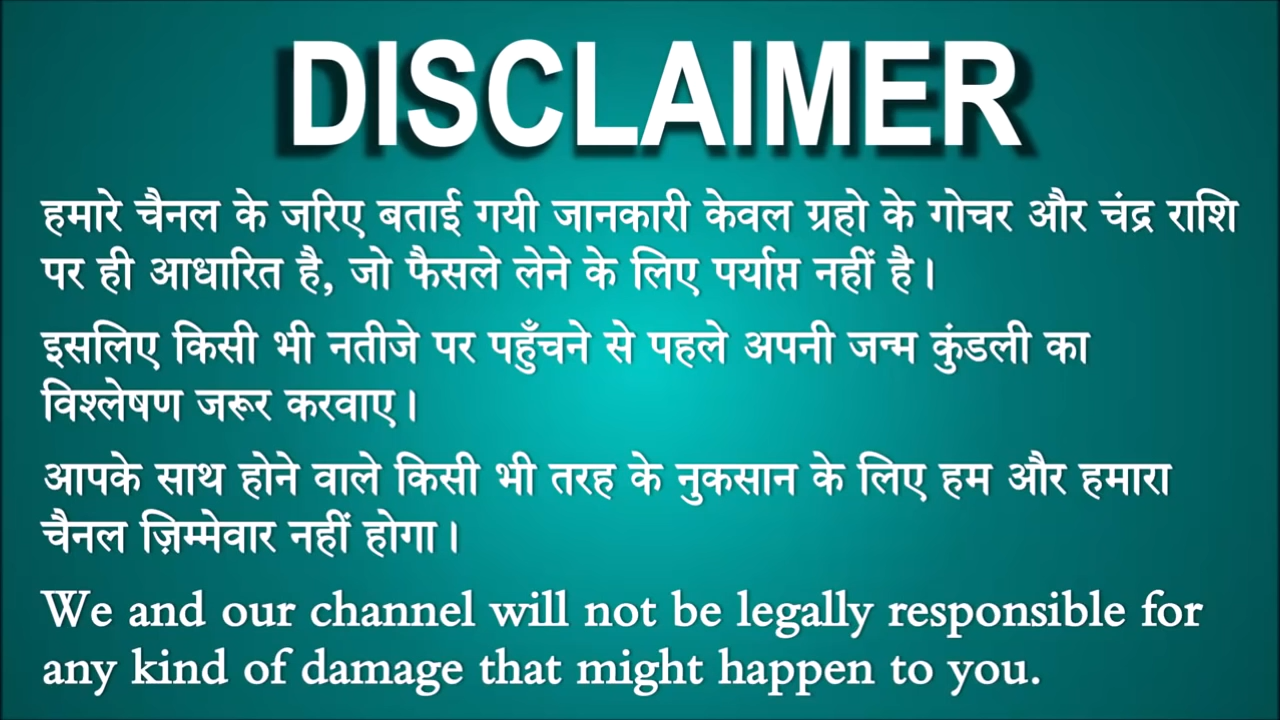 DISCLAIMER
हमारे चैनल के जरिए बताई गयी जानकारी केवल ग्रहो के गोचर और चंद्र राशि
पर ही आधारित है, जो फैसले लेने के लिए पर्याप्त नहीं है।
इसलिए किसी भी नतीजे पर पहुँचने से पहले अपनी जन्म कुंडली का
विश्लेषण जरूर करवाए।
आपके साथ होने वाले किसी भी तरह के नुकसान के लिए हम और हमारा
चैनल ज़िम्मेवार नहीं होगा।
We and our channel will not be legally responsible for
any kind of damage that might happen to you.